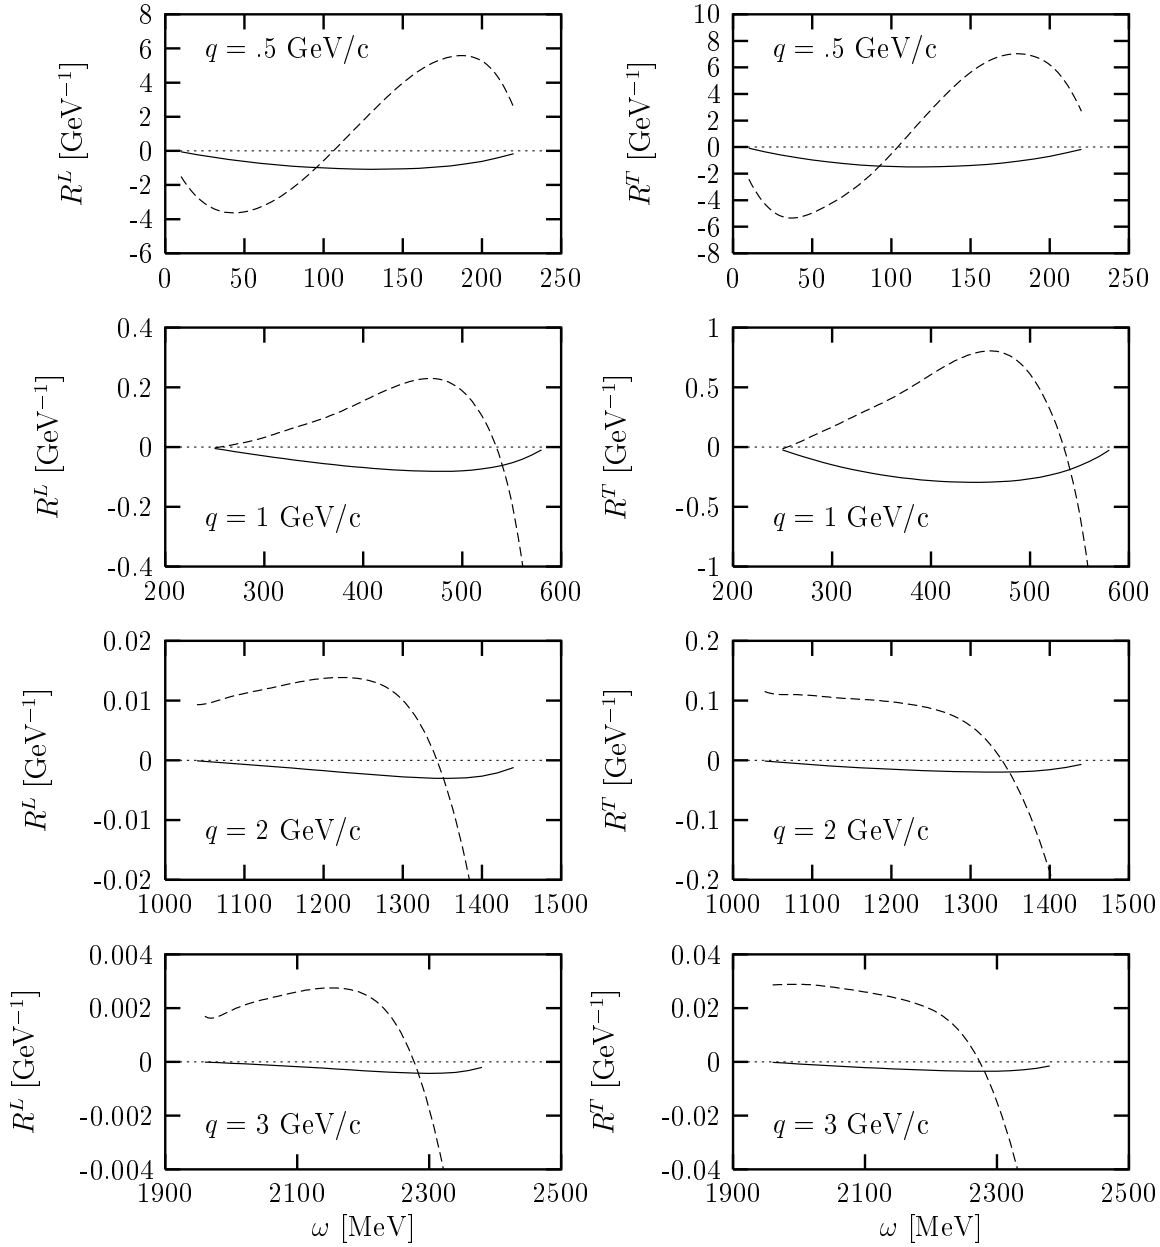 8
6
4
2
0
-2
-4
-6
R^L [GeV^−1]
q = .5 GeV/c
0 50 100 150 200 250
10
8
6
4
2
0
-2
-4
-6
-8
R^T [GeV^−1]
q = .5 GeV/c
0 50 100 150 200 250
0.4
0.2
0
-0.2
-0.4
R^L [GeV^−1]
q = 1 GeV/c
200 300 400 500 600
1
0.5
0
-0.5
-1
R^T [GeV^−1]
q = 1 GeV/c
200 300 400 500 600
0.02
0.01
0
-0.01
-0.02
R^L [GeV^−1]
q = 2 GeV/c
1000 1100 1200 1300 1400 1500
0.2
0.1
0
-0.1
-0.2
R^T [GeV^−1]
q = 2 GeV/c
1000 1100 1200 1300 1400 1500
0.004
0.002
0
-0.002
-0.004
R^L [GeV^−1]
q = 3 GeV/c
1900 2100 2300 2500
ω [MeV]
0.04
0.02
0
-0.02
-0.04
R^T [GeV^−1]
q = 3 GeV/c
1900 2100 2300 2500
ω [MeV]